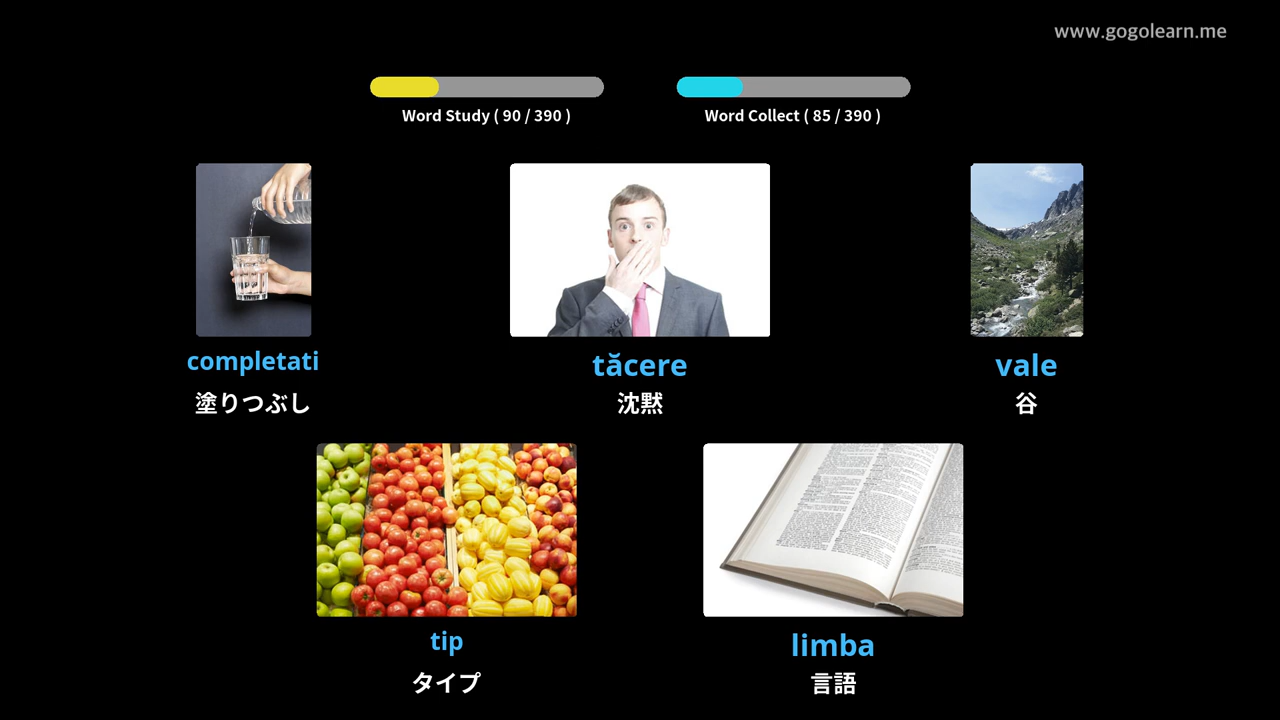 www.gogolearn.me
Word Study ( 90 / 390 )
Word Collect ( 85 / 390 )
completati
塗りつぶし
tăcere
沈黙
vale
谷
tip
タイプ
limba
言語